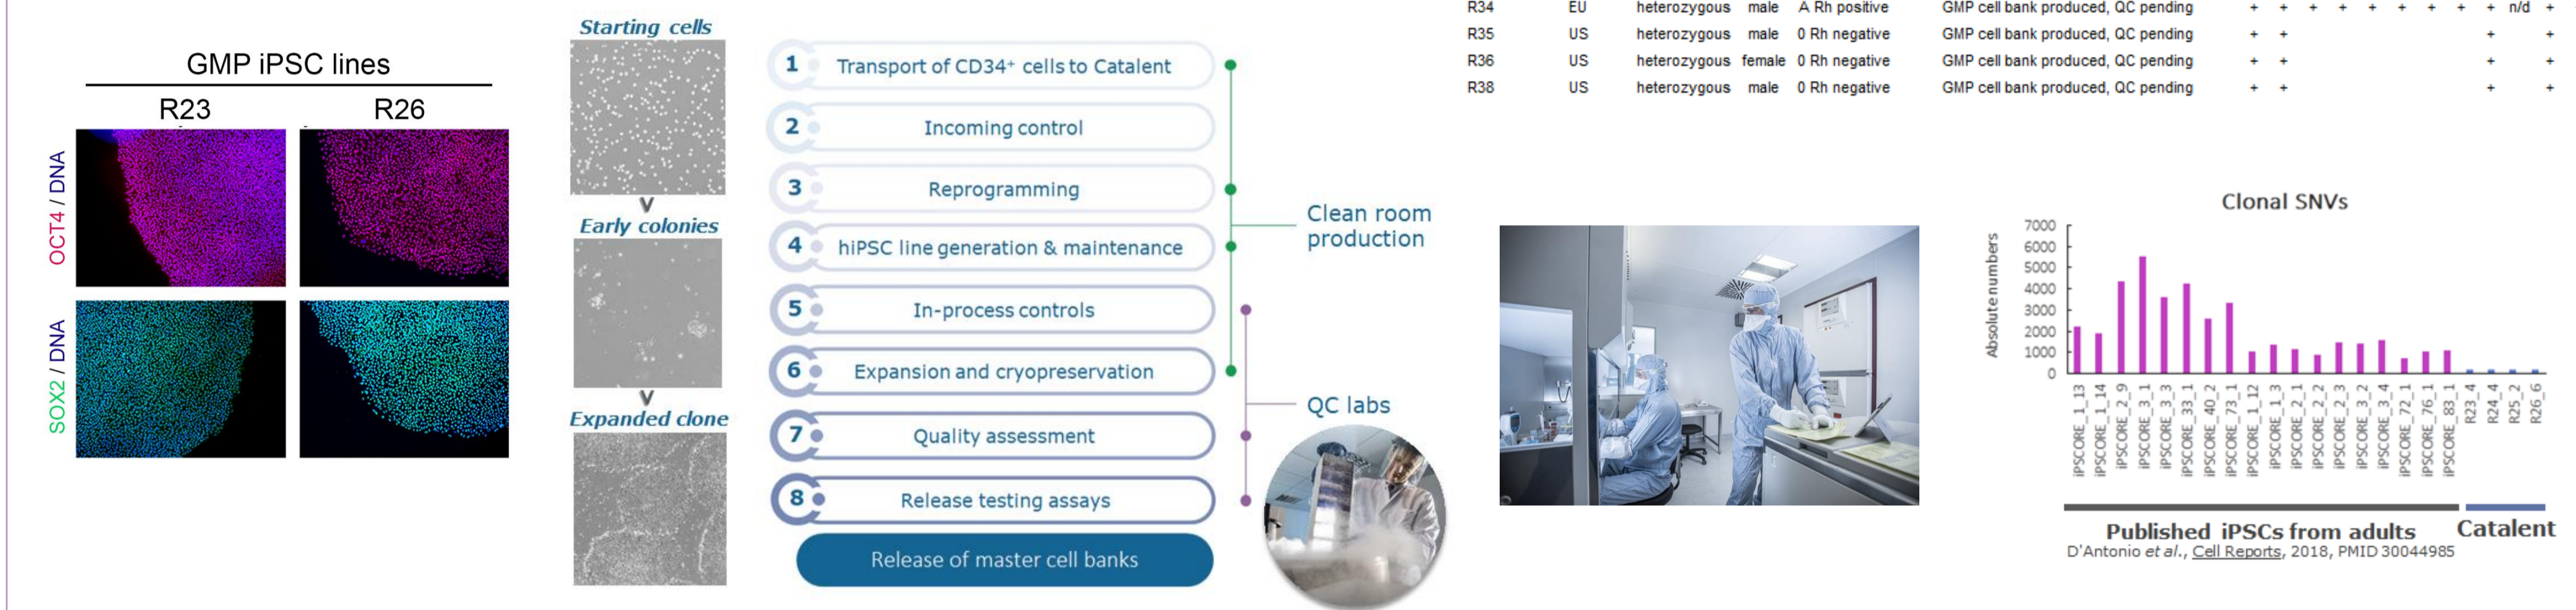 GMP iPSC lines
R23
R26
OCT4 / DNA
SOX2 / DNA
Starting cells
Early colonies
Expanded clone
1 Transport of CD34⁺ cells to Catalent
2 Incoming control
3 Reprogramming
4 hiPSC line generation & maintenance
5 In-process controls
6 Expansion and cryopreservation
7 Quality assessment
8 Release testing assays
Release of master cell banks
Clean room
production
QC labs
R34 EU heterozygous male A Rh positive GMP cell bank produced, QC pending + + + + + + + + + n/d +
R35 US heterozygous male 0 Rh negative GMP cell bank produced, QC pending + + + +
R36 US heterozygous female 0 Rh negative GMP cell bank produced, QC pending + + + +
R38 US heterozygous male 0 Rh negative GMP cell bank produced, QC pending + + + +
Clonal SNVs
Absolute numbers
7000
6000
5000
4000
3000
2000
1000
0
iPSCORE_1_13
iPSCORE_1_14
iPSCORE_2_9
iPSCORE_3_1
iPSCORE_3_3
iPSCORE_33_1
iPSCORE_40_2
iPSCORE_73_1
iPSCORE_1_12
iPSCORE_1_3
iPSCORE_2_1
iPSCORE_2_2
iPSCORE_2_3
iPSCORE_3_2
iPSCORE_3_4
iPSCORE_72_1
iPSCORE_76_1
iPSCORE_83_1
R23_4
R24_4
R25_2
R26_6
Published iPSCs from adults
Catalent
D'Antonio et al., Cell Reports, 2018, PMID 30044985